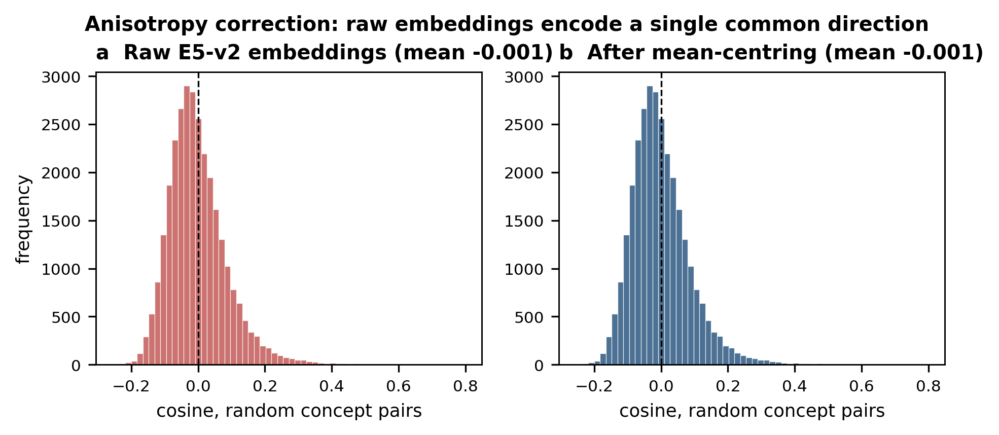 Anisotropy correction: raw embeddings encode a single common direction
a  Raw E5-v2 embeddings (mean -0.001)
b  After mean-centring (mean -0.001)
frequency
3000
2500
2000
1500
1000
500
0
−0.2 0.0 0.2 0.4 0.6 0.8
cosine, random concept pairs
3000
2500
2000
1500
1000
500
0
−0.2 0.0 0.2 0.4 0.6 0.8
cosine, random concept pairs